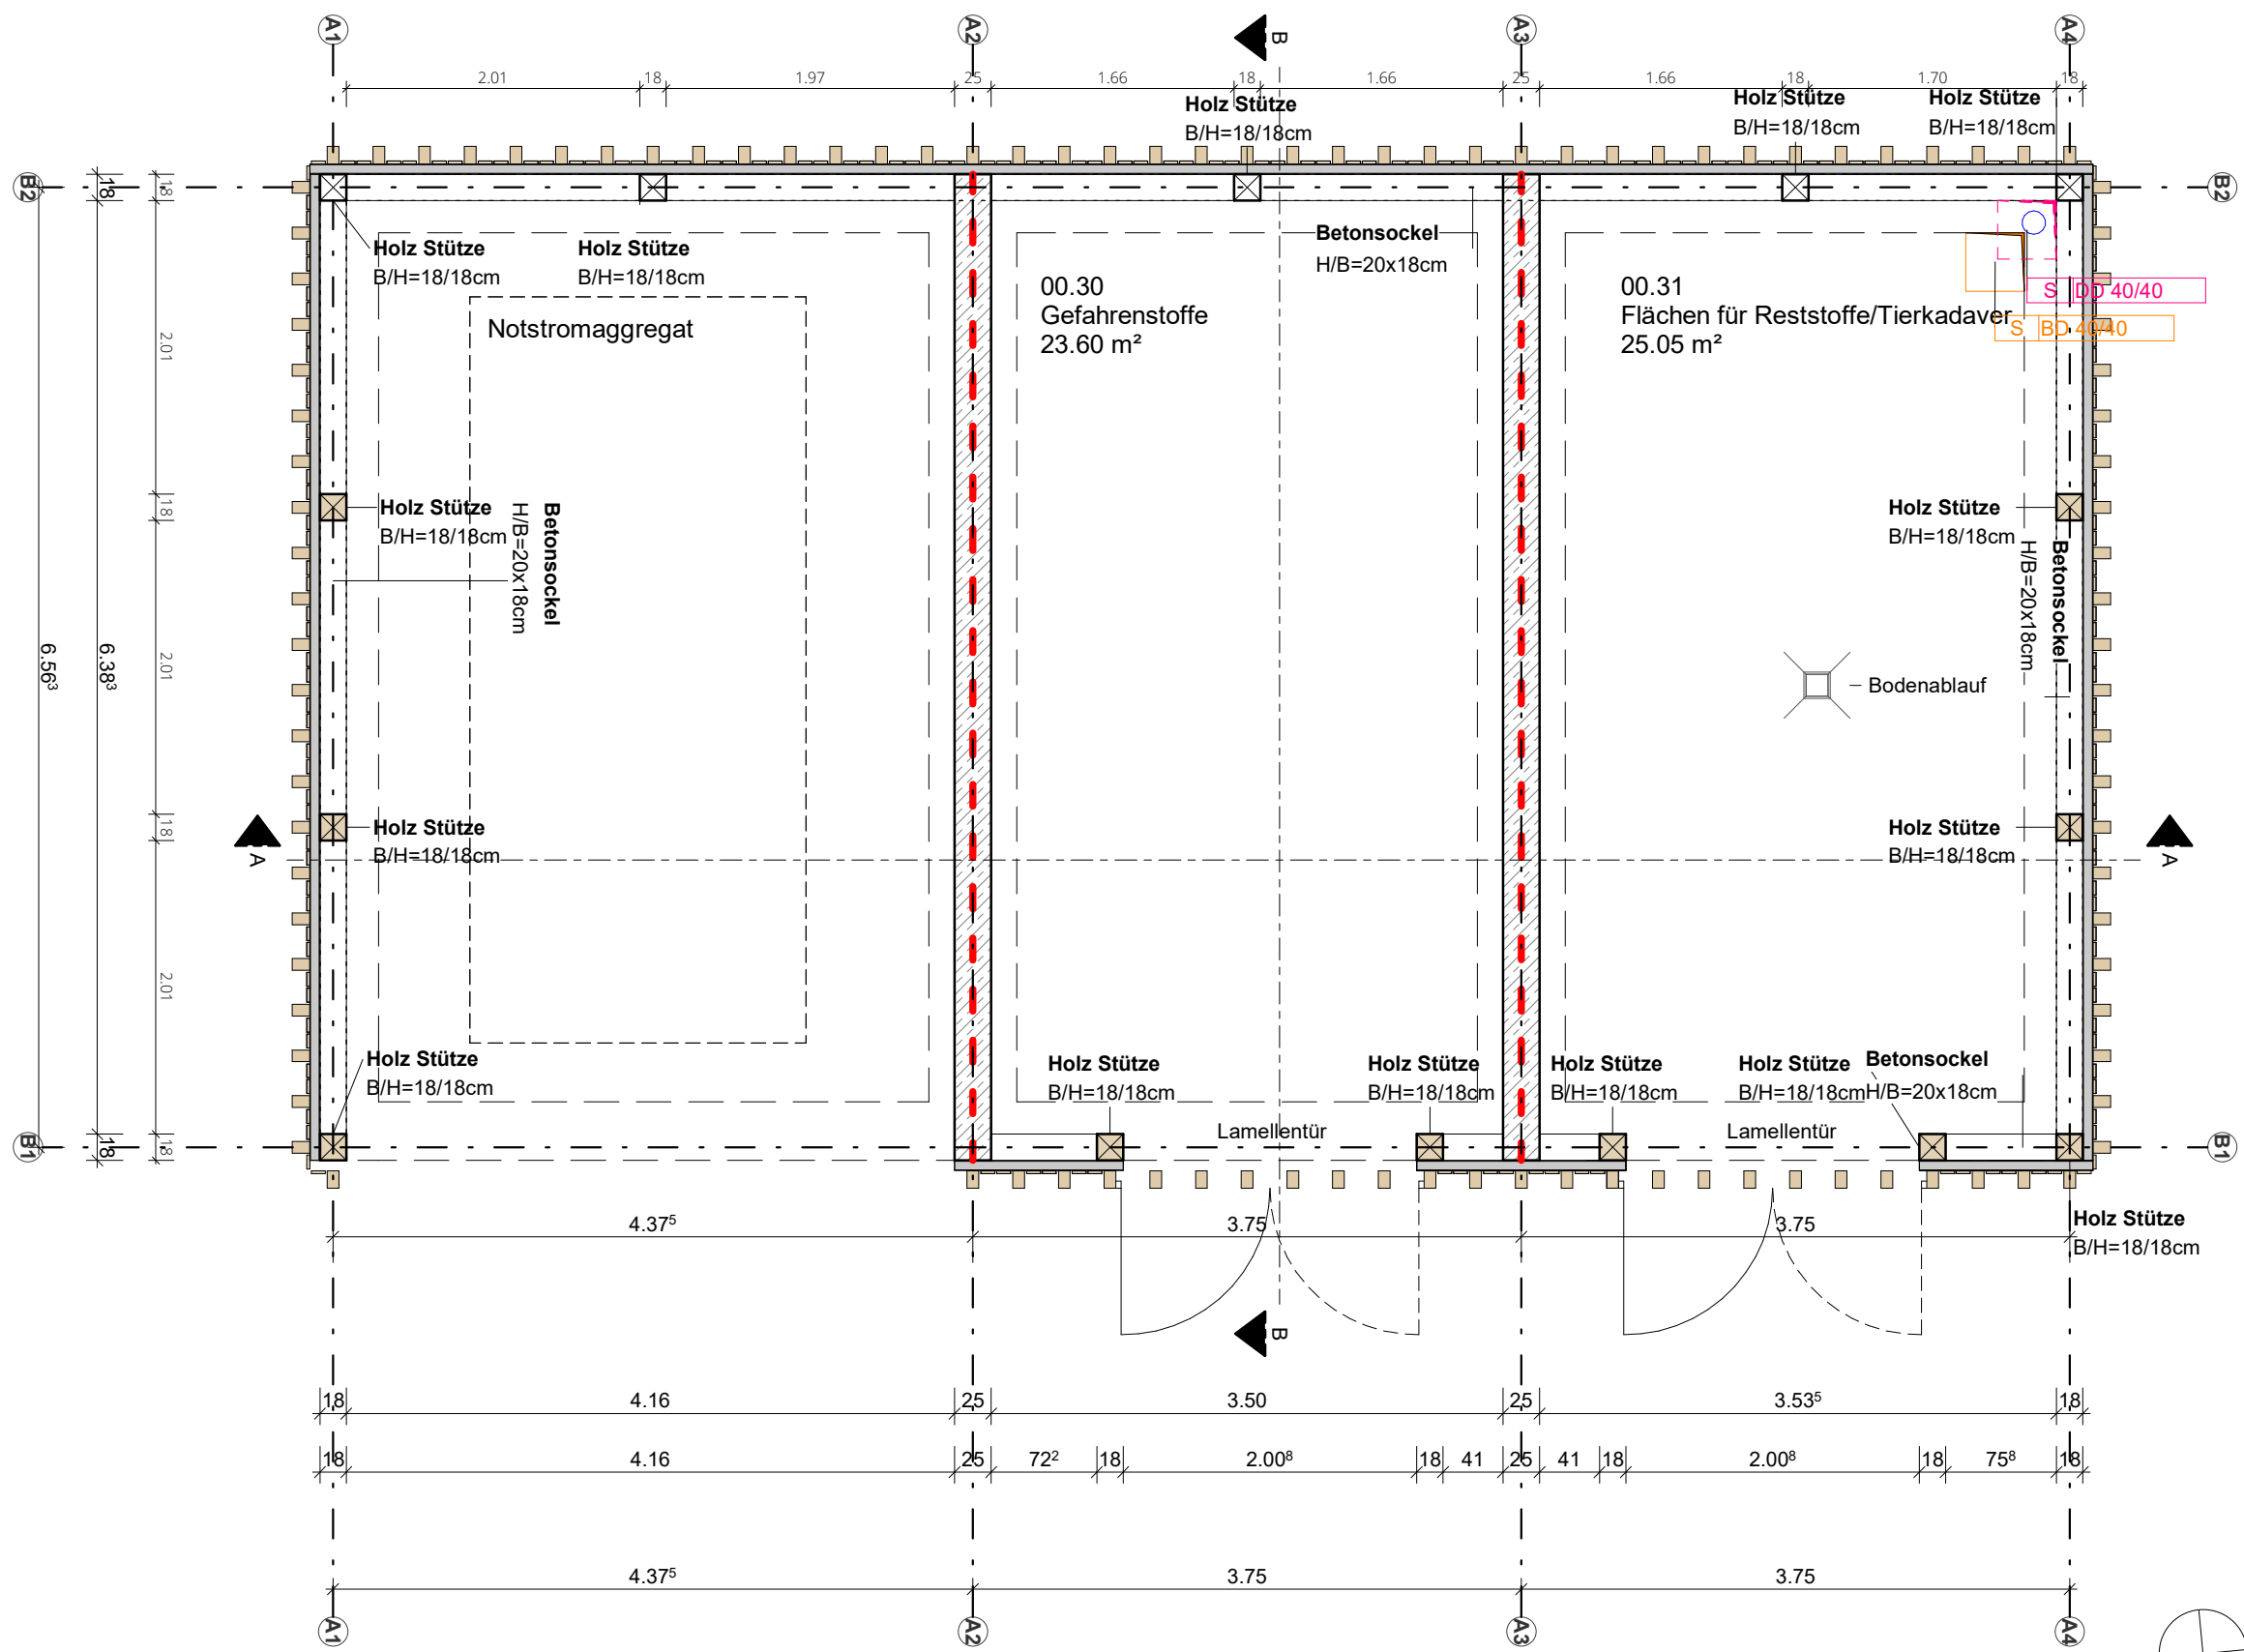 A1
A2
B
A3
A4
2.01
18
1.97
25
1.66
18
1.66
25
1.66
18
1.70
18
Holz Stütze
B/H=18/18cm
Holz Stütze
B/H=18/18cm
Holz Stütze
B/H=18/18cm
B2
18
18
B2
Holz Stütze
B/H=18/18cm
Holz Stütze
B/H=18/18cm
Betonsockel
H/B=20x18cm
Notstromaggregat
00.30
Gefahrenstoffe
23.60 m²
00.31
Flächen für Reststoffe/Tierkadaver
25.05 m²
S DD 40/40
S BD 40/40
2.01
18
Holz Stütze
B/H=18/18cm
Betonsockel
H/B=20x18cm
Holz Stütze
B/H=18/18cm
Betonsockel
H/B=20x18cm
6.56³
6.38³
2.01
Bodenablauf
18
Holz Stütze
B/H=18/18cm
Holz Stütze
B/H=18/18cm
A
A
2.01
Holz Stütze
B/H=18/18cm
Holz Stütze
B/H=18/18cm
Holz Stütze
B/H=18/18cm
Holz Stütze
B/H=18/18cm
Holz Stütze
B/H=18/18cm
Betonsockel
H/B=20x18cm
B1
18
18
Lamellentür
Lamellentür
B1
Holz Stütze
B/H=18/18cm
4.37⁵
3.75
3.75
B
18
4.16
25
3.50
25
3.53⁵
18
18
4.16
25
72²
18
2.00⁸
18
41
25
41
18
2.00⁸
18
75⁸
18
4.37⁵
3.75
3.75
A1
A2
A3
A4